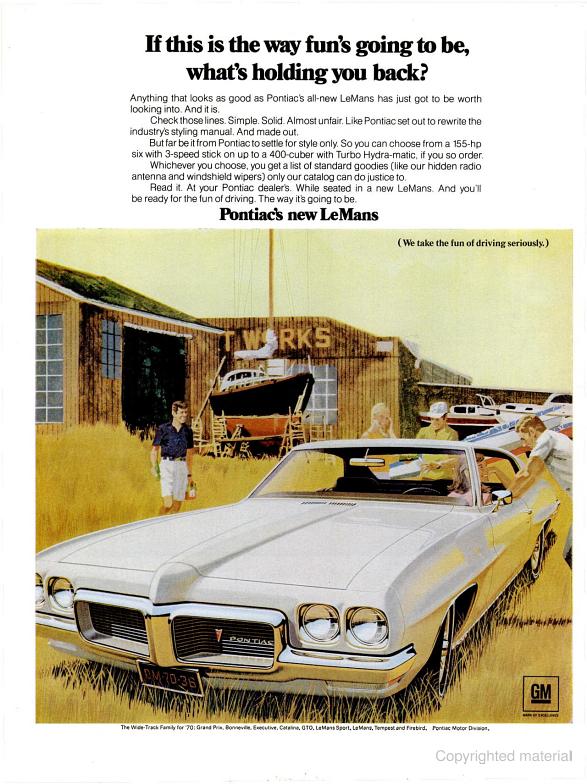 If this is the way fun's going to be,
what's holding you back?
Anything that looks as good as Pontiac's all-new LeMans has just got to be worth
looking into. And it is.
Check those lines. Simple. Solid. Almost unfair. Like Pontiac set out to rewrite the
industry's styling manual. And made out.
But far be it from Pontiac to settle for style only. So you can choose from a 155-hp
six with 3-speed stick on up to a 400-cuber with Turbo Hydra-matic, if you so order.
Whichever you choose, you get a list of standard goodies (like our hidden radio
antenna and windshield wipers) only our catalog can do justice to.
Read it. At your Pontiac dealer's. While seated in a new LeMans. And you'll
be ready for the fun of driving. The way it's going to be.
Pontiac's new LeMans
(We take the fun of driving seriously.)
T W RKS
PONTIAC
GM 70-36
GM
MARK OF EXCELLENCE
The Wide-Track Family for '70: Grand Prix, Bonneville, Executive, Catalina, GTO, LeMans Sport, LeMans, Tempest and Firebird. Pontiac Motor Division.
Copyrighted material